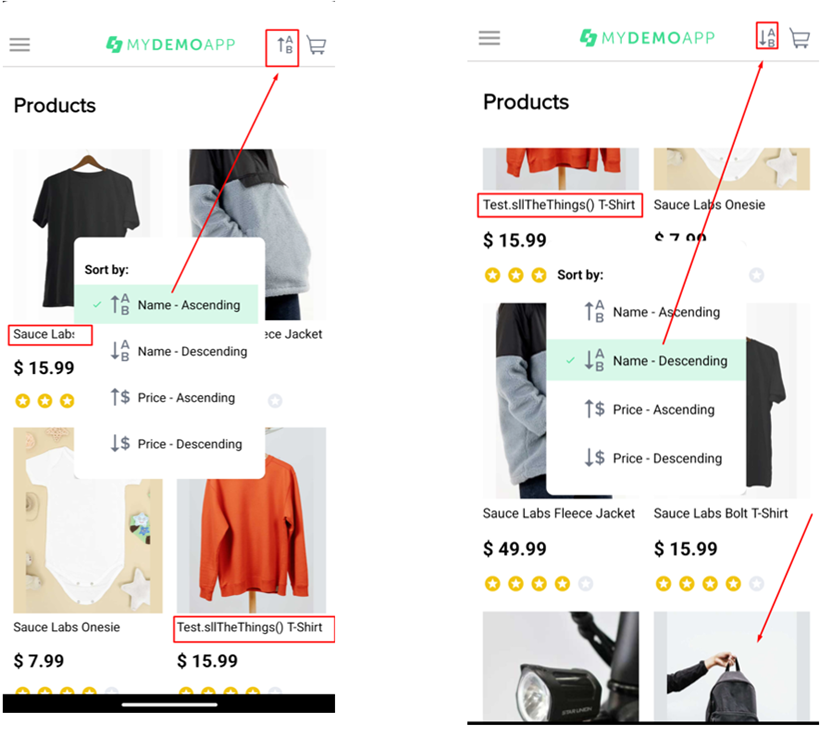 MYDEMOAPP
A
B
Products
Sort by:
A
B
Name - Ascending
Sauce Labs
ece Jacket
A
B
Name - Descending
$ 15.99
$
Price - Ascending
$
Price - Descending
Sauce Labs Onesie
Test.sllTheThings() T-Shirt
$ 7.99
$ 15.99
MYDEMOAPP
A
B
Products
Test.sllTheThings() T-Shirt
Sauce Labs Onesie
$ 15.99
$ 7.99
Sort by:
A
B
Name - Ascending
A
B
Name - Descending
$
Price - Ascending
$
Price - Descending
Sauce Labs Fleece Jacket
Sauce Labs Bolt T-Shirt
$ 49.99
$ 15.99